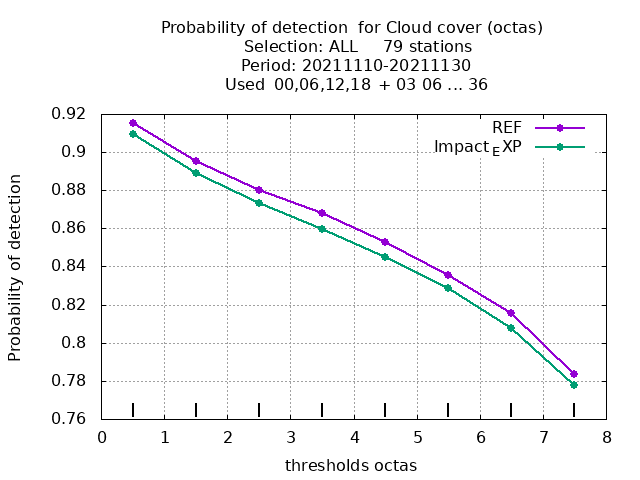 Probability of detection  for Cloud cover (octas)
Selection: ALL     79 stations
Period: 20211110-20211130
Used  00,06,12,18  + 03 06 ... 36
REF
Impact_EXP
0.92
0.9
0.88
0.86
0.84
0.82
0.8
0.78
0.76
Probability of detection
0 1 2 3 4 5 6 7 8
thresholds octas